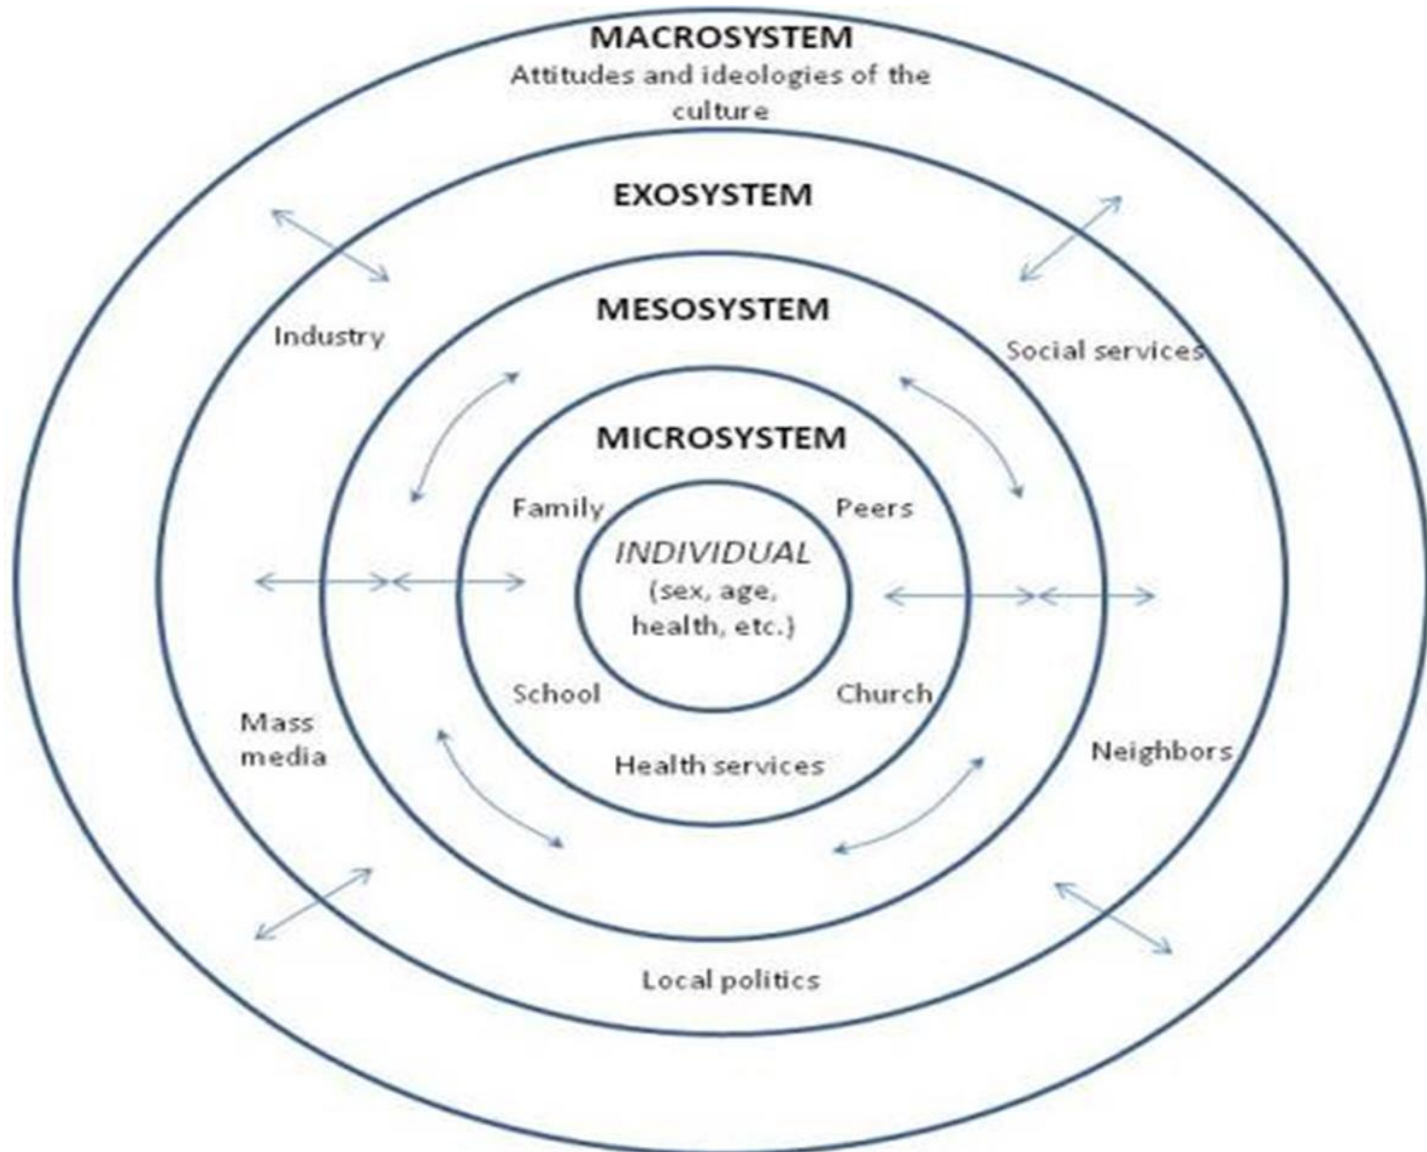 MACROSYSTEM
Attitudes and ideologies of the
culture
EXOSYSTEM
MESOSYSTEM
Industry
Social services
MICROSYSTEM
Family
Peers
INDIVIDUAL
(sex, age,
health, etc.)
School
Church
Mass
media
Neighbors
Health services
Local politics